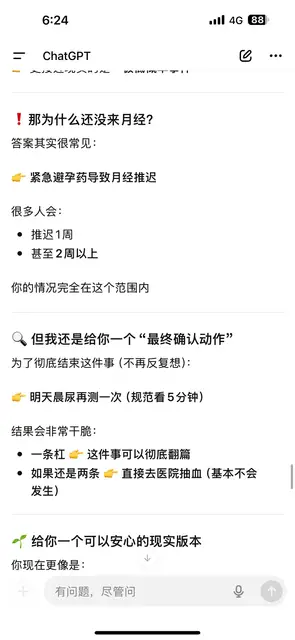 6:24
4G
88
ChatGPT
❗ 那为什么还没来月经?
答案其实很常见:
👉 紧急避孕药导致月经推迟
很多人会:
• 推迟1周
• 甚至2周以上
你的情况完全在这个范围内
🔍 但我还是给你一个“最终确认动作”
为了彻底结束这件事 (不再反复想):
👉 明天晨尿再测一次 (规范看5分钟)
结果会非常干脆:
• 一条杠 👉 这件事可以彻底翻篇
• 如果还是两条 👉 直接去医院抽血 (基本不会
发生)
🌱 给你一个可以安心的现实版本
你现在更像是:
有问题，尽管问